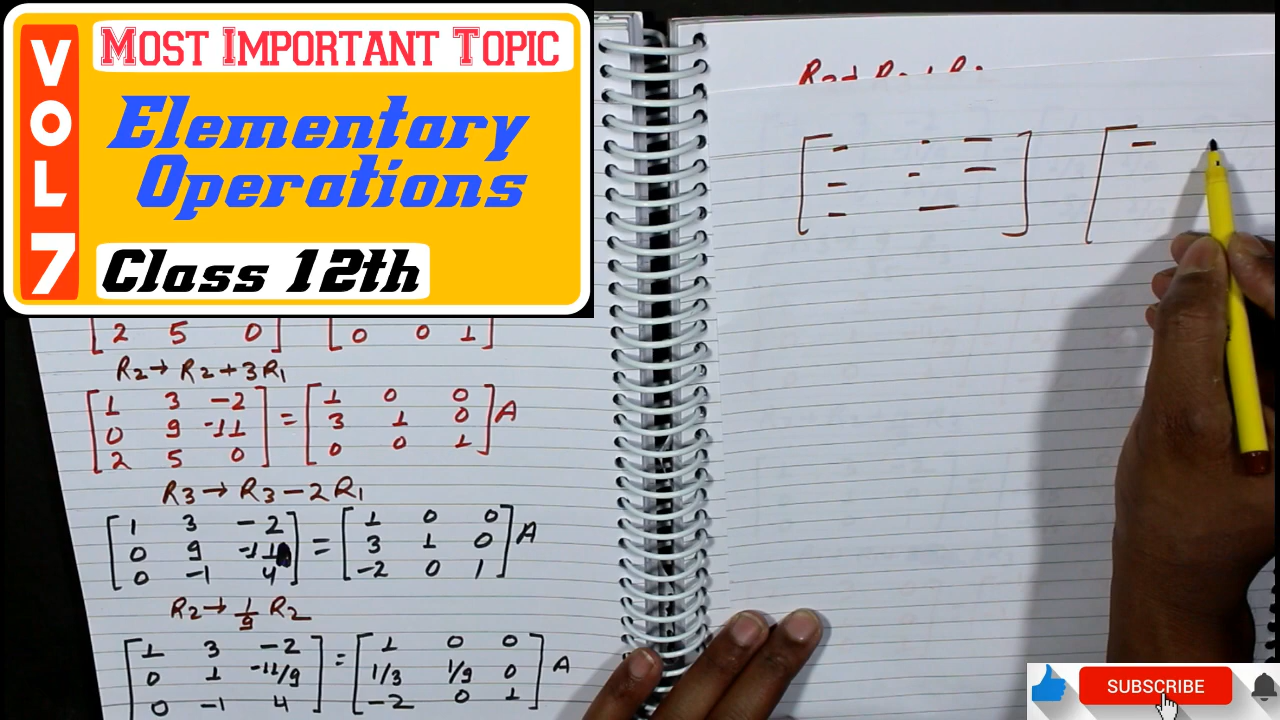 VOL 7
MOST IMPORTANT TOPIC
Elementary
Operations
Class 12th
2 5 0 0 0 1
R2→ R2+3R1
1 3 -2 = 1 0 0 A
0 9 -11 3 1 0
2 5 0 0 0 1
R3→ R3-2R1
1 3 -2 = 1 0 0 A
0 9 -11 3 1 0
0 -1 4 -2 0 1
R2→ 1/9 R2
1 3 -2 = 1 0 0 A
0 1 -11/9 1/3 1/9 0
0 -1 4 -2 0 1
SUBSCRIBE